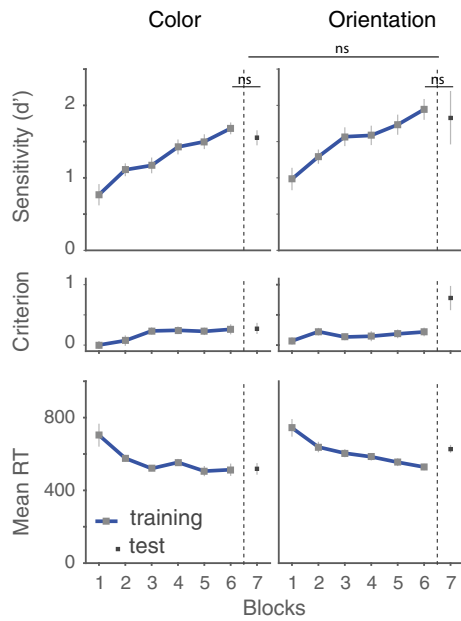 Color Orientation
ns
ns ns
Sensitivity (d')
2
1
0
Criterion
1
0
Mean RT
800
400
0
training
test
1 2 3 4 5 6 7 1 2 3 4 5 6 7
Blocks